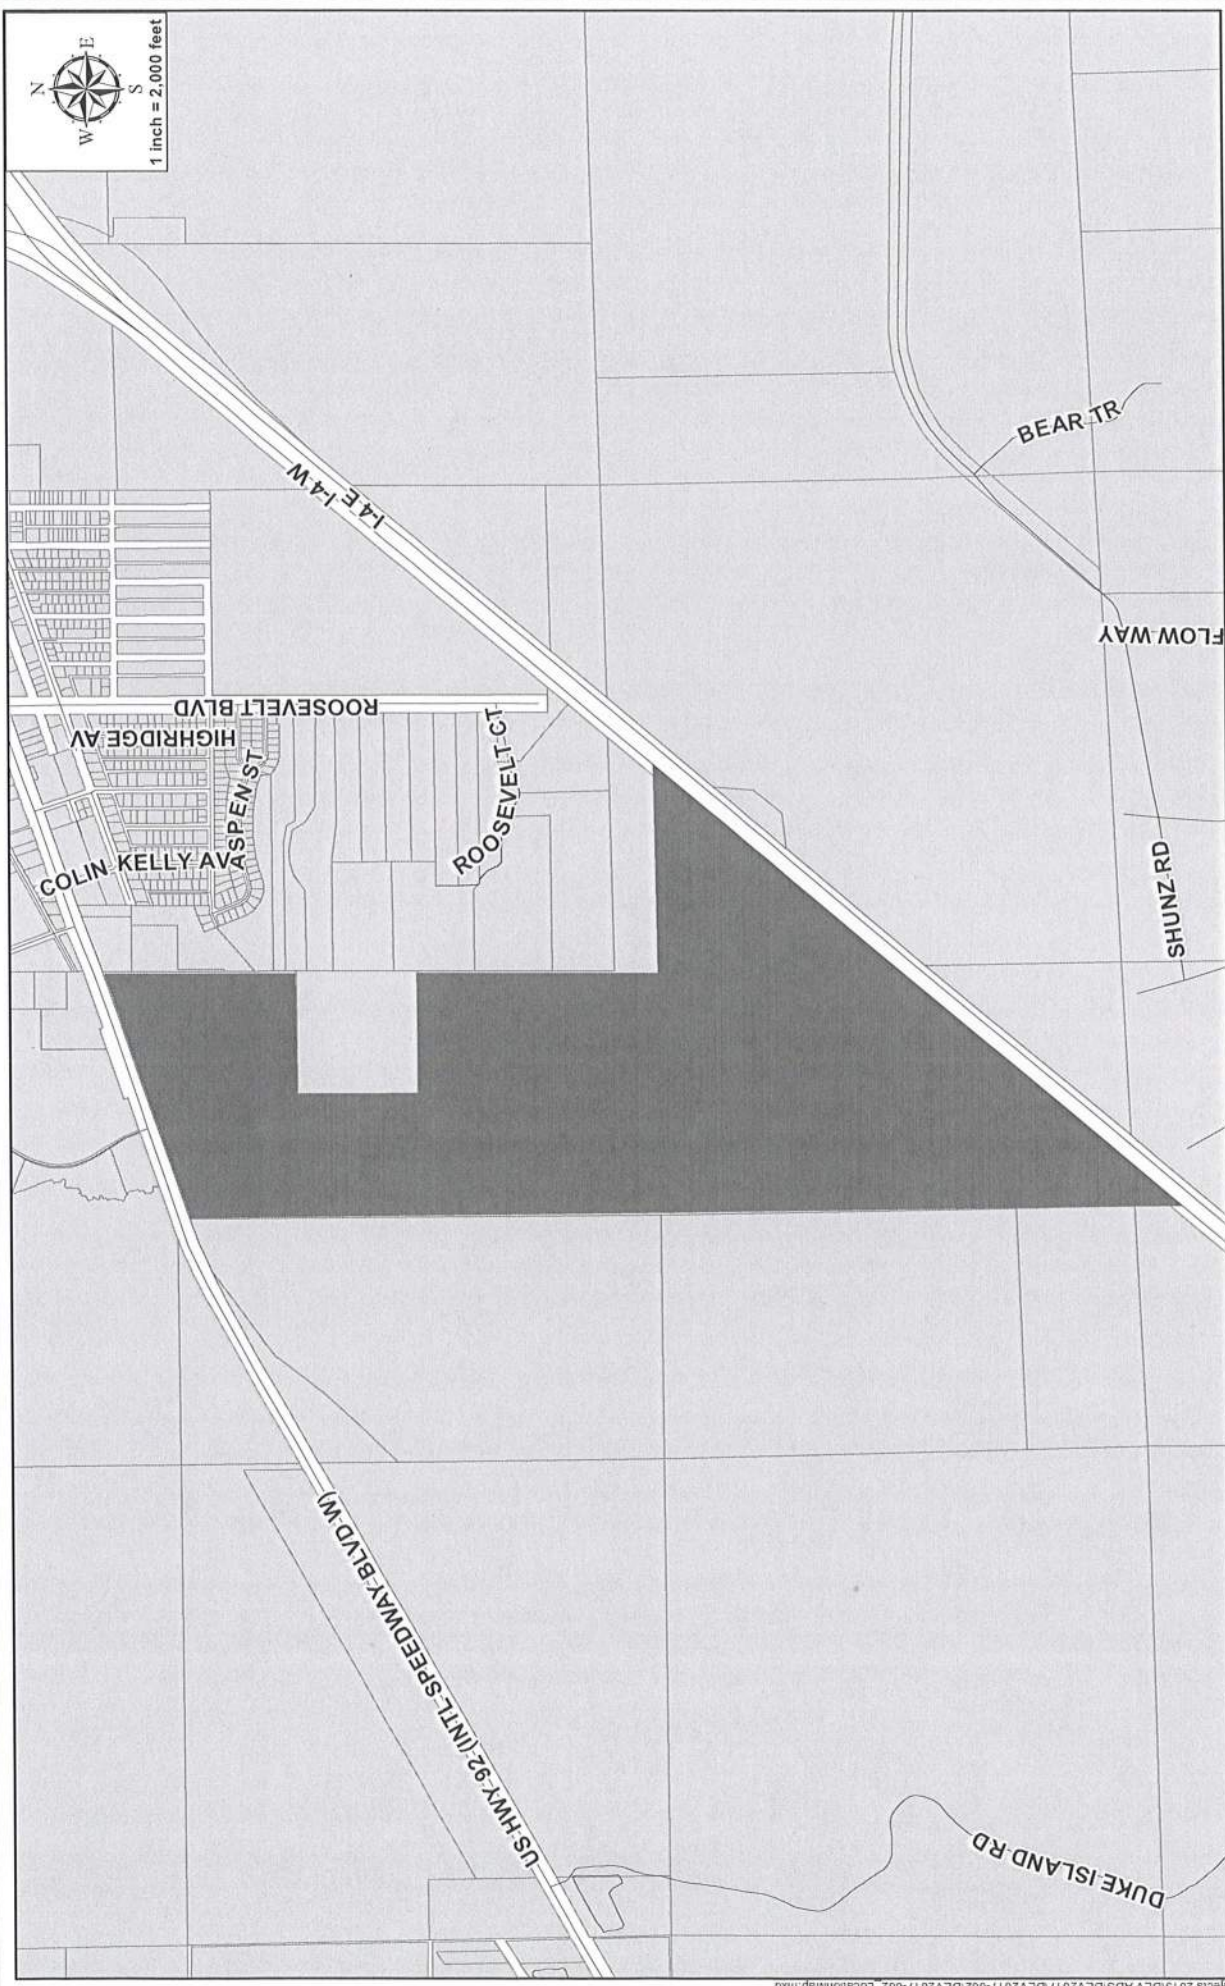 N
E
W
S
1 inch = 2,000 feet
I-4 E I-4 W
ROOSEVELT BLVD
HIGHRIDGE AV
ASPEN ST
COLIN KELLY AV
ROOSEVELT CT
BEAR TR
FLOW WAY
SHUNZ RD
US HWY 92 (INTL SPEEDWAY BLVD W)
DUKE ISLAND RD